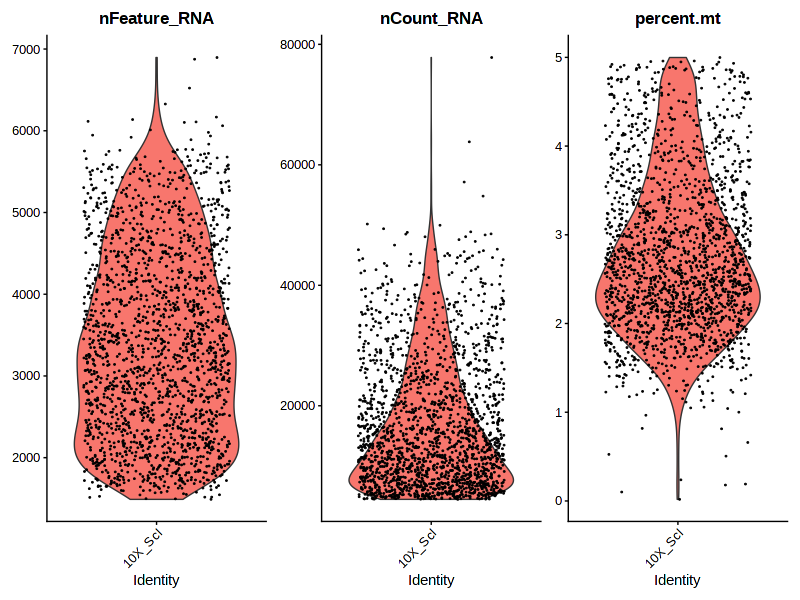 nFeature_RNA
7000
6000
5000
4000
3000
2000
10X_Scl
Identity
nCount_RNA
80000
60000
40000
20000
10X_Scl
Identity
percent.mt
5
4
3
2
1
0
10X_Scl
Identity